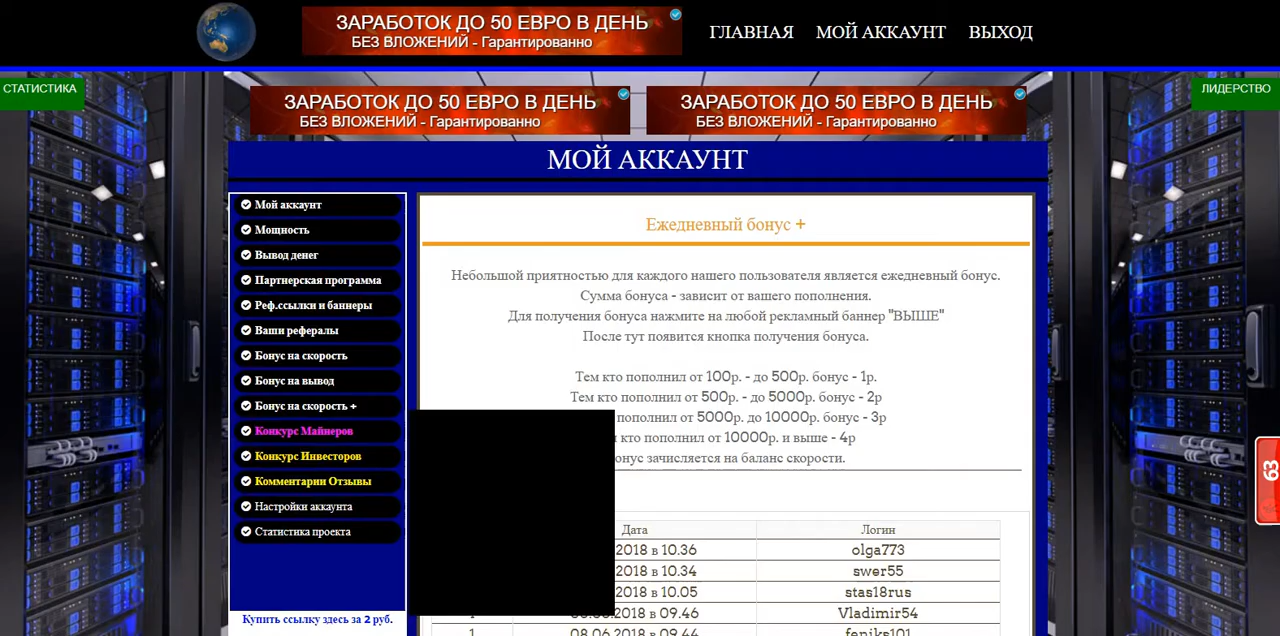 ЗАРАБОТОК ДО 50 ЕВРО В ДЕНЬ
БЕЗ ВЛОЖЕНИЙ - Гарантированно
ГЛАВНАЯ МОЙ АККАУНТ ВЫХОД
СТАТИСТИКА
ЛИДЕРСТВО
ЗАРАБОТОК ДО 50 ЕВРО В ДЕНЬ
БЕЗ ВЛОЖЕНИЙ - Гарантированно
ЗАРАБОТОК ДО 50 ЕВРО В ДЕНЬ
БЕЗ ВЛОЖЕНИЙ - Гарантированно
МОЙ АККАУНТ
Мой аккаунт
Мощность
Вывод денег
Партнерская программа
Реф.ссылки и баннеры
Ваши рефералы
Бонус на скорость
Бонус на вывод
Бонус на скорость +
Конкурс Майнеров
Конкурс Инвесторов
Комментарии Отзывы
Настройки аккаунта
Статистика проекта
Купить ссылку здесь за 2 руб.
Ежедневный бонус +
Небольшой приятностью для каждого нашего пользователя является ежедневный бонус.
Сумма бонуса - зависит от вашего пополнения.
Для получения бонуса нажмите на любой рекламный баннер "ВЫШЕ"
После тут появится кнопка получения бонуса.
Тем кто пополнил от 100р. - до 500р. бонус - 1р.
Тем кто пополнил от 500р. - до 5000р. бонус - 2р
пополнил от 5000р. до 10000р. бонус - 3р
кто пополнил от 10000р. и выше - 4р
онус зачисляется на баланс скорости.
Дата Логин
2018 в 10.36 olga773
2018 в 10.34 swer55
2018 в 10.05 stas18rus
2018 в 09.46 Vladimir54
1 08.06.2018 в 09.44 feniks101
63